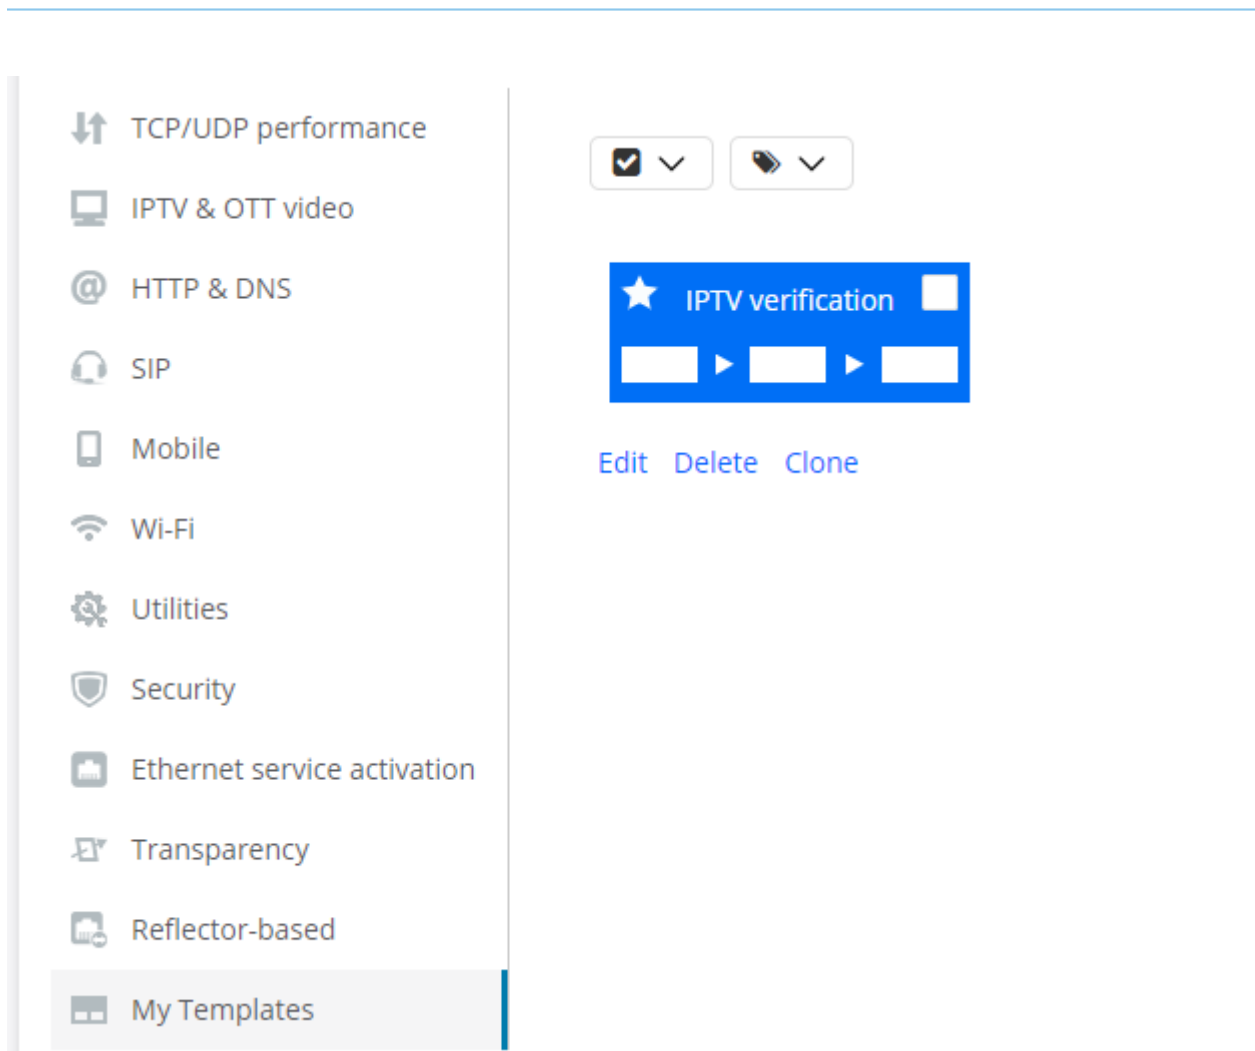 TCP/UDP performance
IPTV & OTT video
HTTP & DNS
SIP
Mobile
Wi-Fi
Utilities
Security
Ethernet service activation
Transparency
Reflector-based
My Templates
IPTV verification
Edit Delete Clone